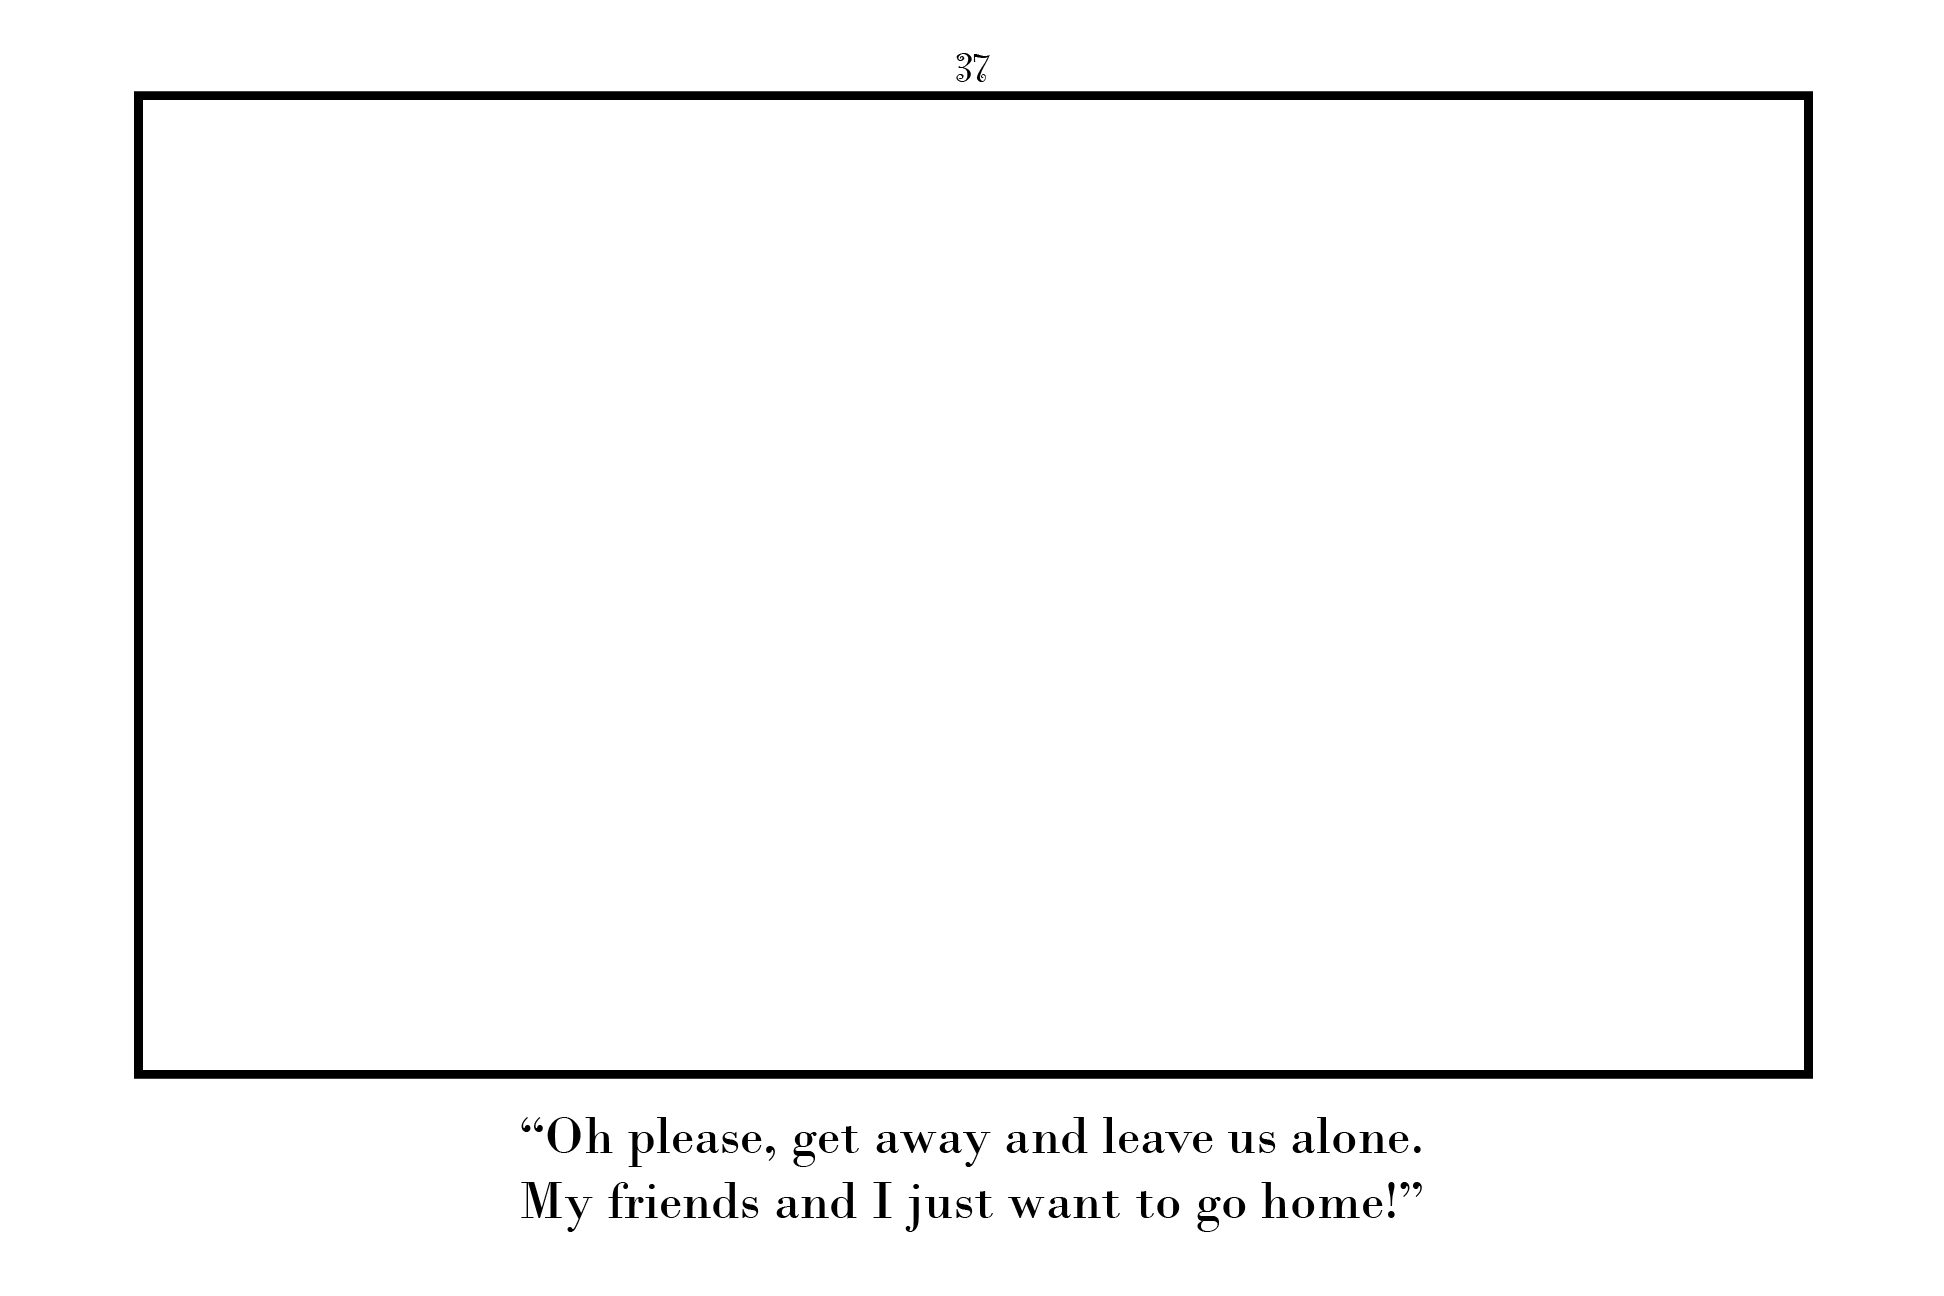 37
“Oh please, get away and leave us alone.
My friends and I just want to go home!”